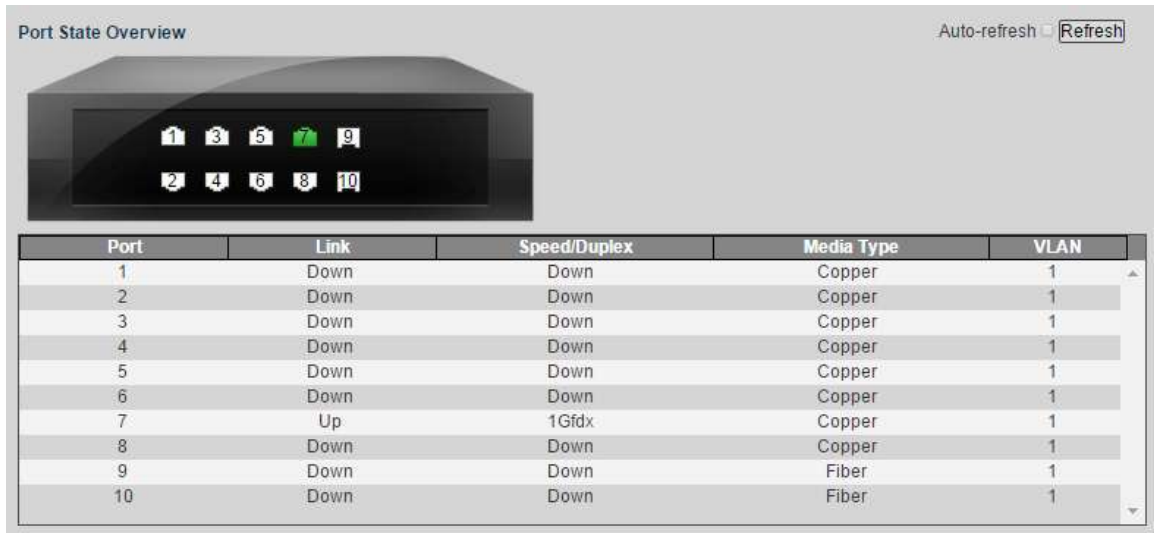 Port State Overview Auto-refresh Refresh
1 3 5 7 9
2 4 6 8 10
Port Link Speed/Duplex Media Type VLAN
1 Down Down Copper 1
2 Down Down Copper 1
3 Down Down Copper 1
4 Down Down Copper 1
5 Down Down Copper 1
6 Down Down Copper 1
7 Up 1Gfdx Copper 1
8 Down Down Copper 1
9 Down Down Fiber 1
10 Down Down Fiber 1